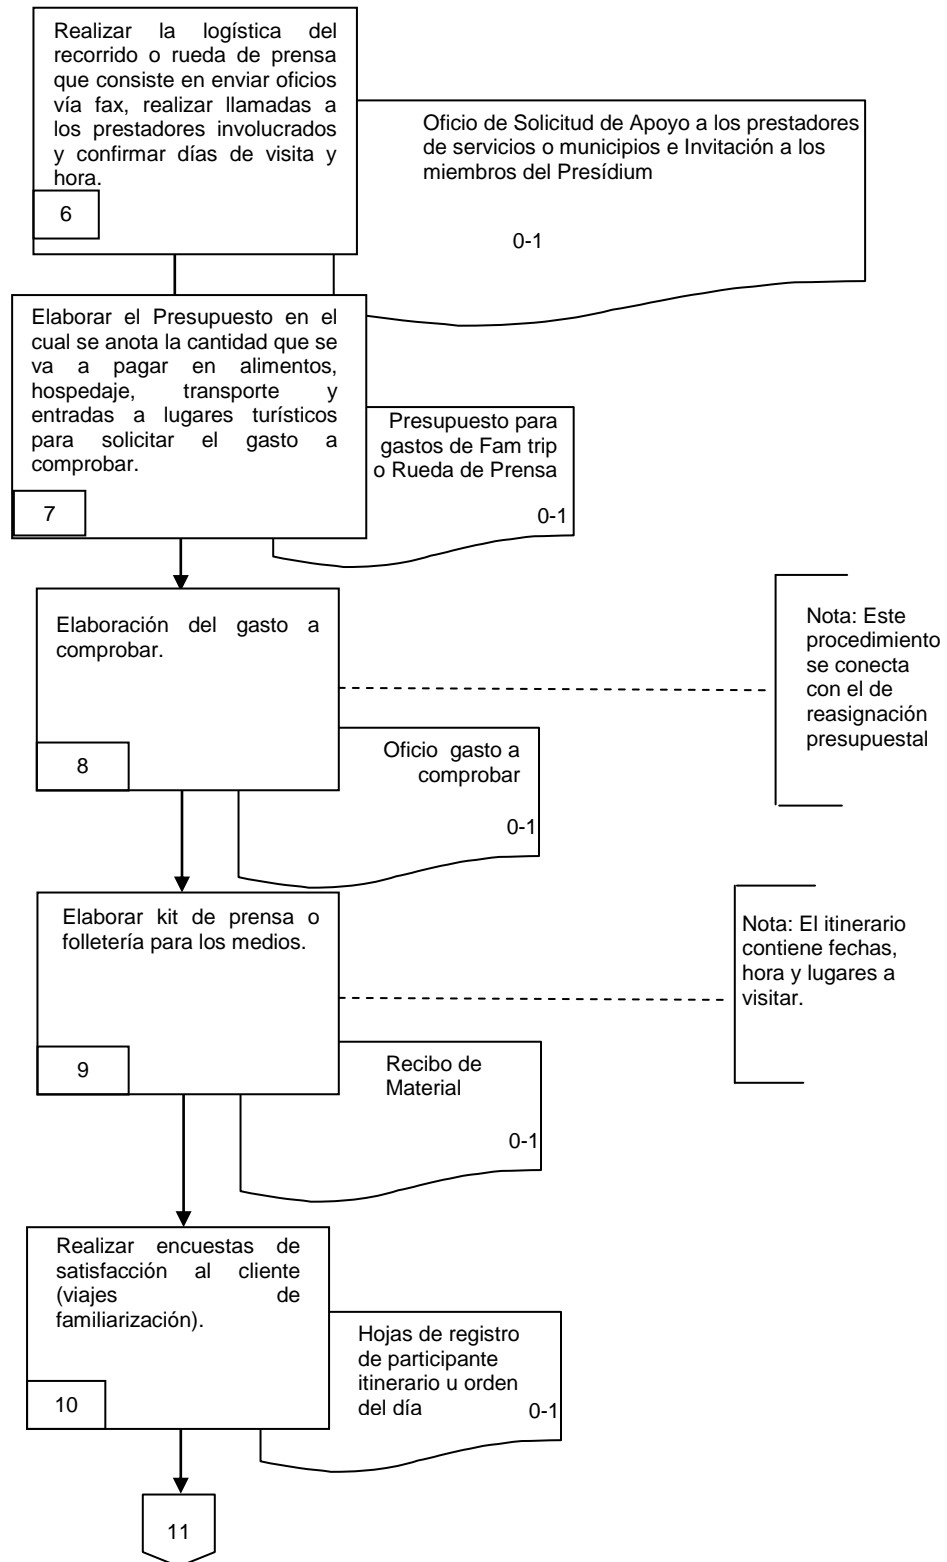 Realizar la logística del
recorrido o rueda de prensa
que consiste en enviar oficios
vía fax, realizar llamadas a
los prestadores involucrados
y confirmar días de visita y
hora.
6
Oficio de Solicitud de Apoyo a los prestadores
de servicios o municipios e Invitación a los
miembros del Presídium
0-1
Elaborar el Presupuesto en el
cual se anota la cantidad que se
va a pagar en alimentos,
hospedaje, transporte y
entradas a lugares turísticos
para solicitar el gasto a
comprobar.
7
Presupuesto para
gastos de Fam trip
o Rueda de Prensa
0-1
Elaboración del gasto a
comprobar.
8
Oficio gasto a
comprobar
0-1
Nota: Este
procedimiento
se conecta
con el de
reasignación
presupuestal
Elaborar kit de prensa o
folletería para los medios.
9
Recibo de
Material
0-1
Nota: El itinerario
contiene fechas,
hora y lugares a
visitar.
Realizar encuestas de
satisfacción al cliente
(viajes de
familiarización).
10
Hojas de registro
de participante
itinerario u orden
del día 0-1
11